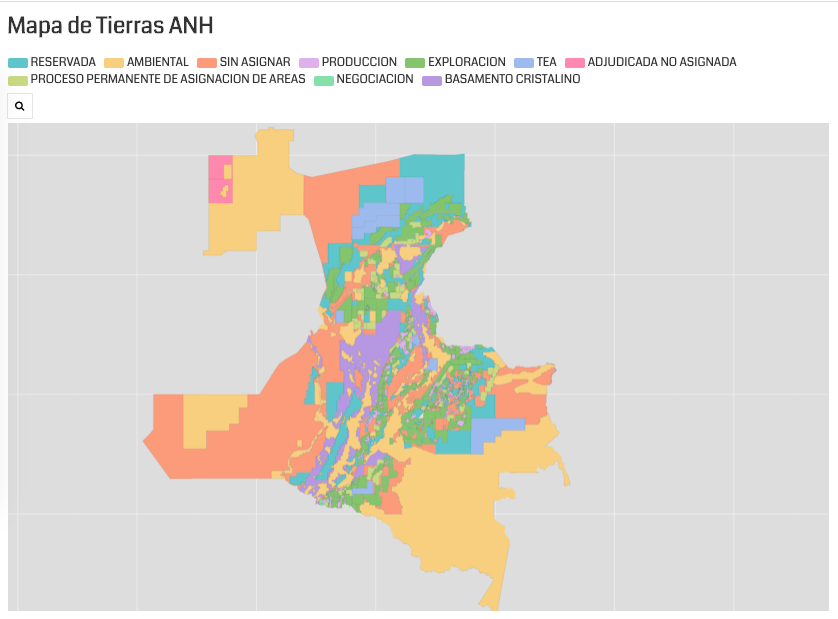 Mapa de Tierras ANH
RESERVADA AMBIENTAL SIN ASIGNAR PRODUCCION EXPLORACION TEA ADJUDICADA NO ASIGNADA
PROCESO PERMANENTE DE ASIGNACION DE AREAS NEGOCIACION BASAMENTO CRISTALINO